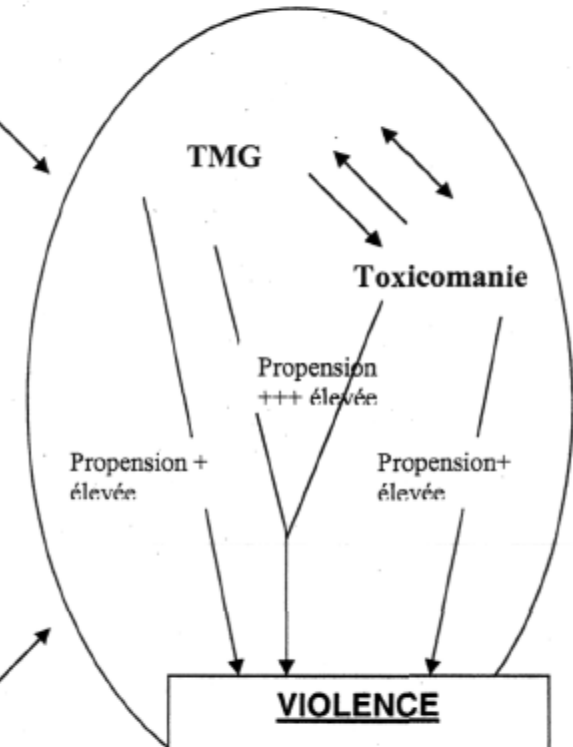 TMG
Toxicomanie
Propension
+++ élevée
Propension +
élevée
Propension+
élevée
VIOLENCE